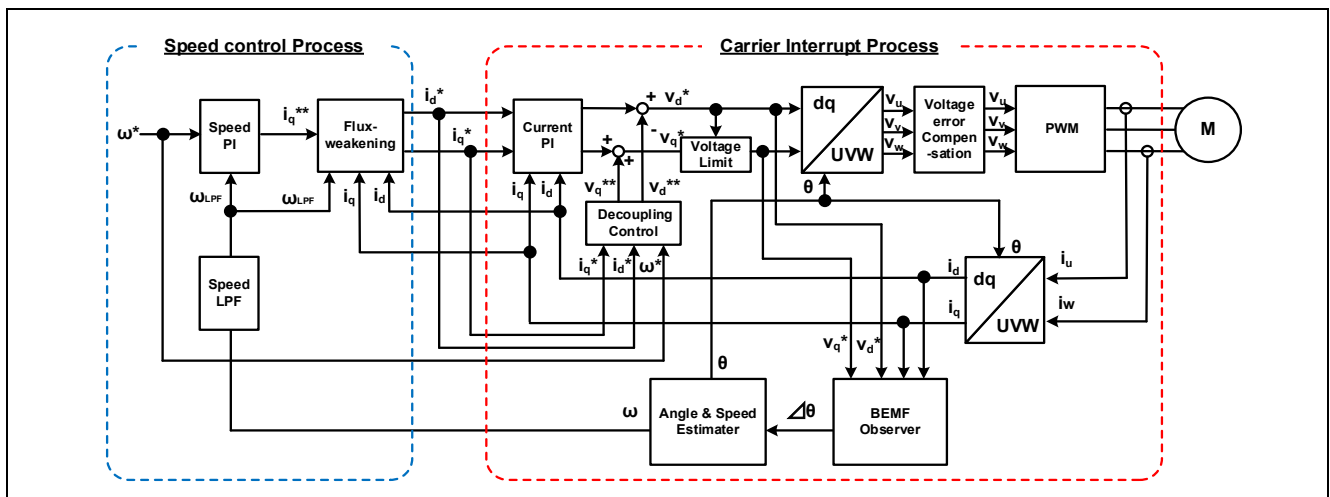 Speed control Process
Carrier Interrupt Process
ω*
Speed
PI
iq**
Flux-
weakening
id*
iq*
Current
PI
+
vd*
-
+
+
vq*
Voltage
Limit
dq
UVW
vu
vv
vw
Voltage
error
Compen
-sation
vu
vv
vw
PWM
M
ωLPF
ωLPF
iq
id
iq
id
vq**
vd**
θ
Decoupling
Control
iq*
id*
ω*
Speed
LPF
θ
id
iq
dq
UVW
iu
iw
vq*
vd*
θ
ω
Angle & Speed
Estimater
⊿θ
BEMF
Observer